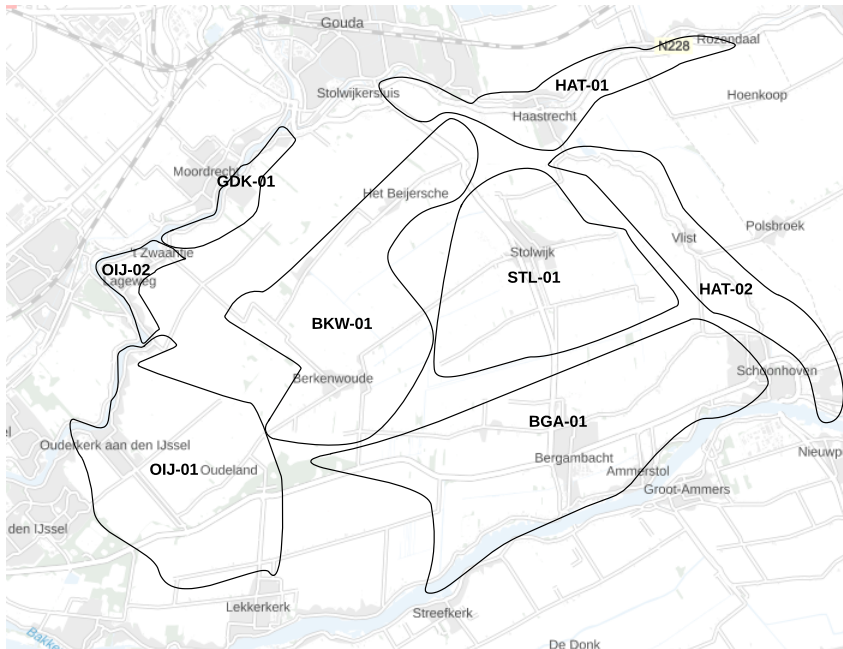 Gouda
N228
Rozendaal
HAT-01
Stolwijkersluis
Hoenkoop
Haastrecht
Moordrecht
GDK-01
Het Beijersche
Polsbroek
Vlist
't Zwaantje
Stolwijk
OIJ-02
STL-01
Lageweg
HAT-02
BKW-01
Schoonhoven
Berkenwoude
BGA-01
Ouderkerk aan den IJssel
Nieuwp
Bergambacht
OIJ-01
Oudeland
Ammerstol
Groot-Ammers
den IJssel
Lekkerkerk
Streefkerk
Bakke
De Donk